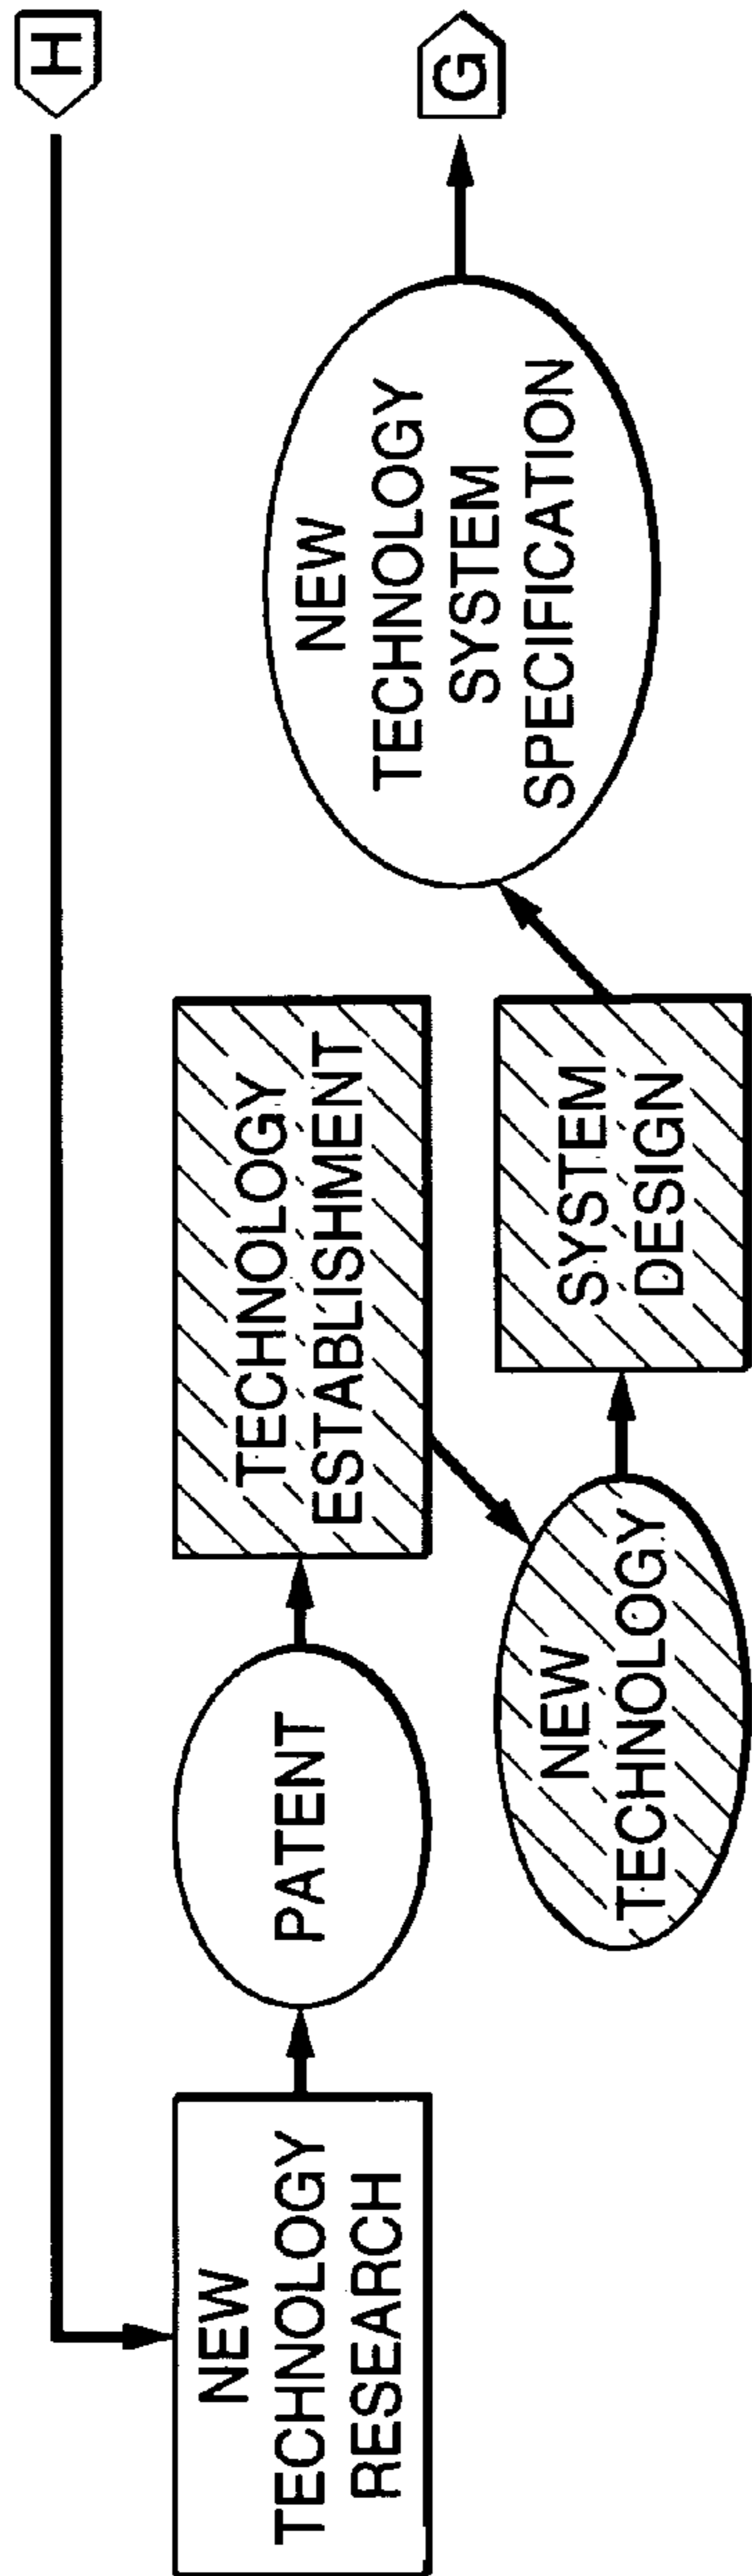 H
NEW
TECHNOLOGY
RESEARCH
PATENT
TECHNOLOGY
ESTABLISHMENT
NEW
TECHNOLOGY
SYSTEM
DESIGN
NEW
TECHNOLOGY
SYSTEM
SPECIFICATION
G